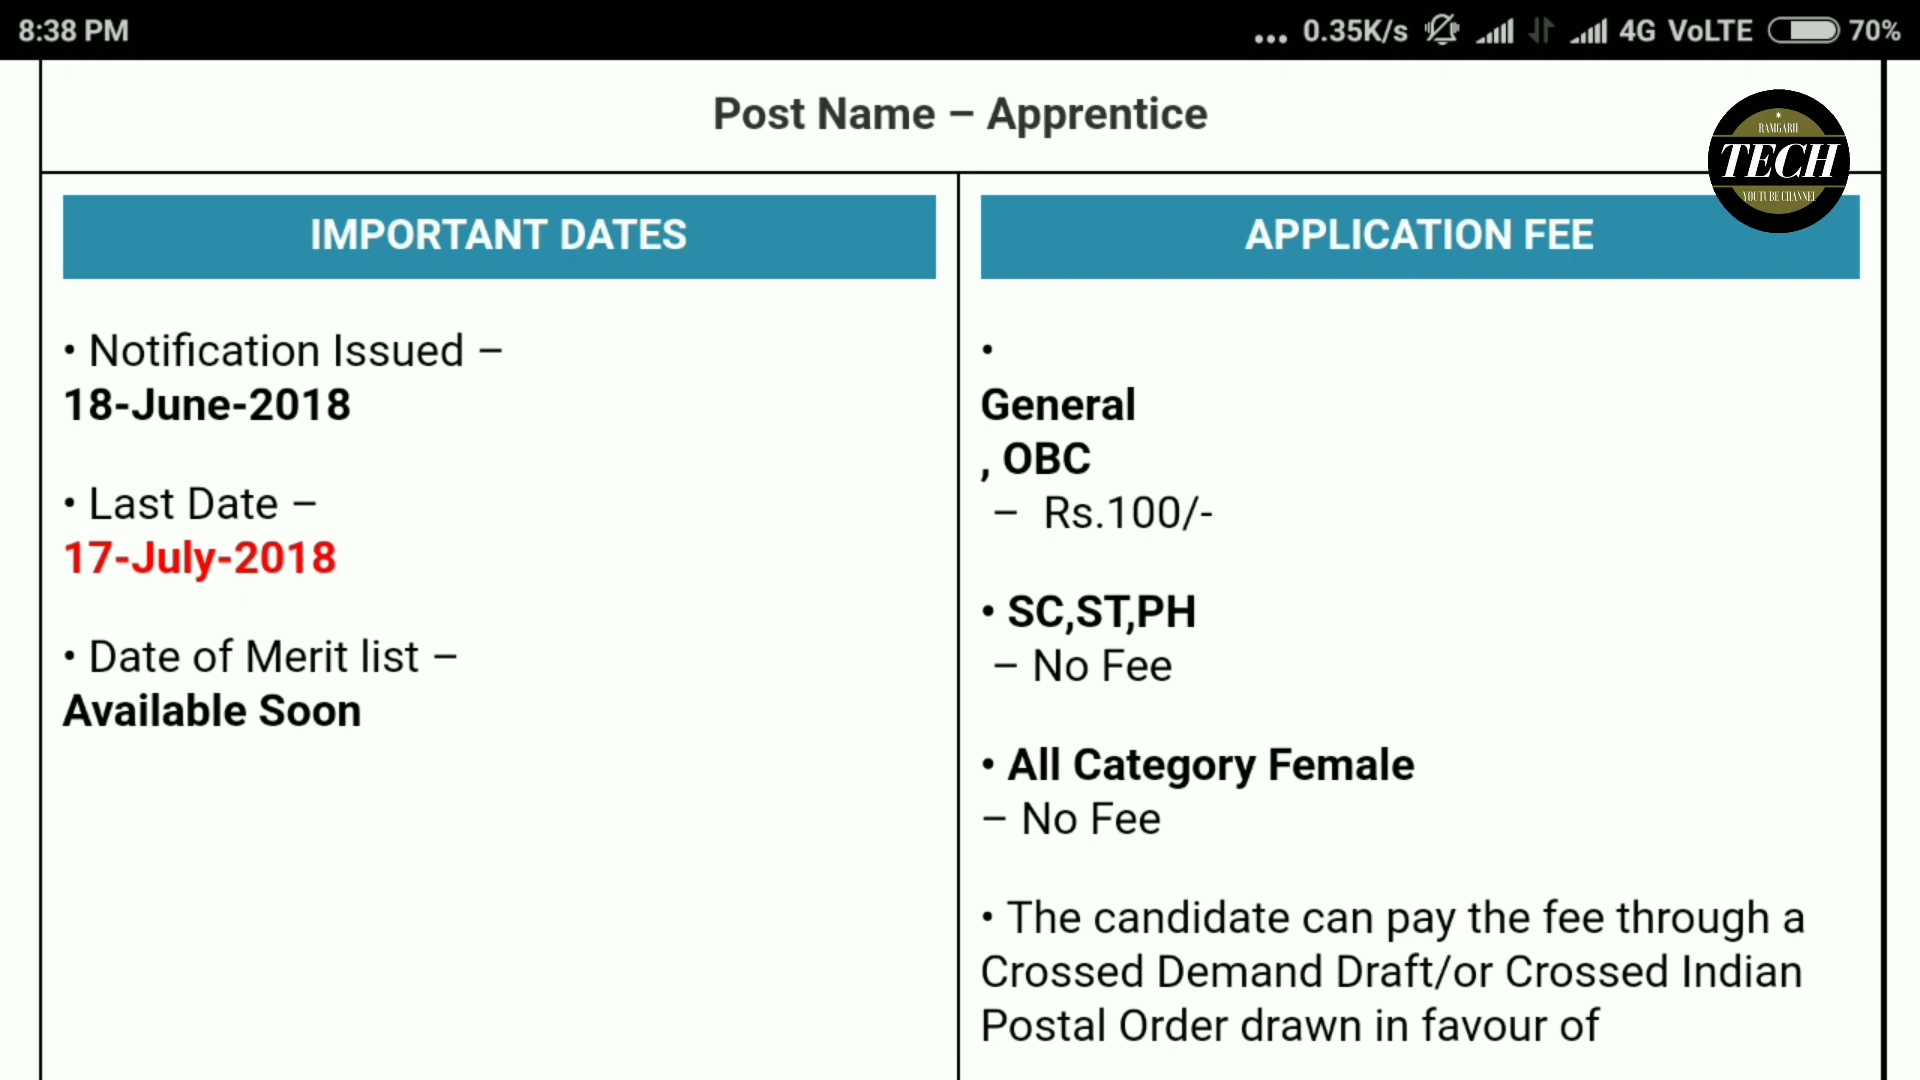 8:38 PM
... 0.35K/s 4G VoLTE 70%
Post Name – Apprentice
RAMGARH
TECH
YOUTUBE CHANNEL
IMPORTANT DATES
• Notification Issued –
18-June-2018
• Last Date –
17-July-2018
• Date of Merit list –
Available Soon
APPLICATION FEE
•
General
, OBC
– Rs.100/-
• SC,ST,PH
– No Fee
• All Category Female
– No Fee
• The candidate can pay the fee through a
Crossed Demand Draft/or Crossed Indian
Postal Order drawn in favour of